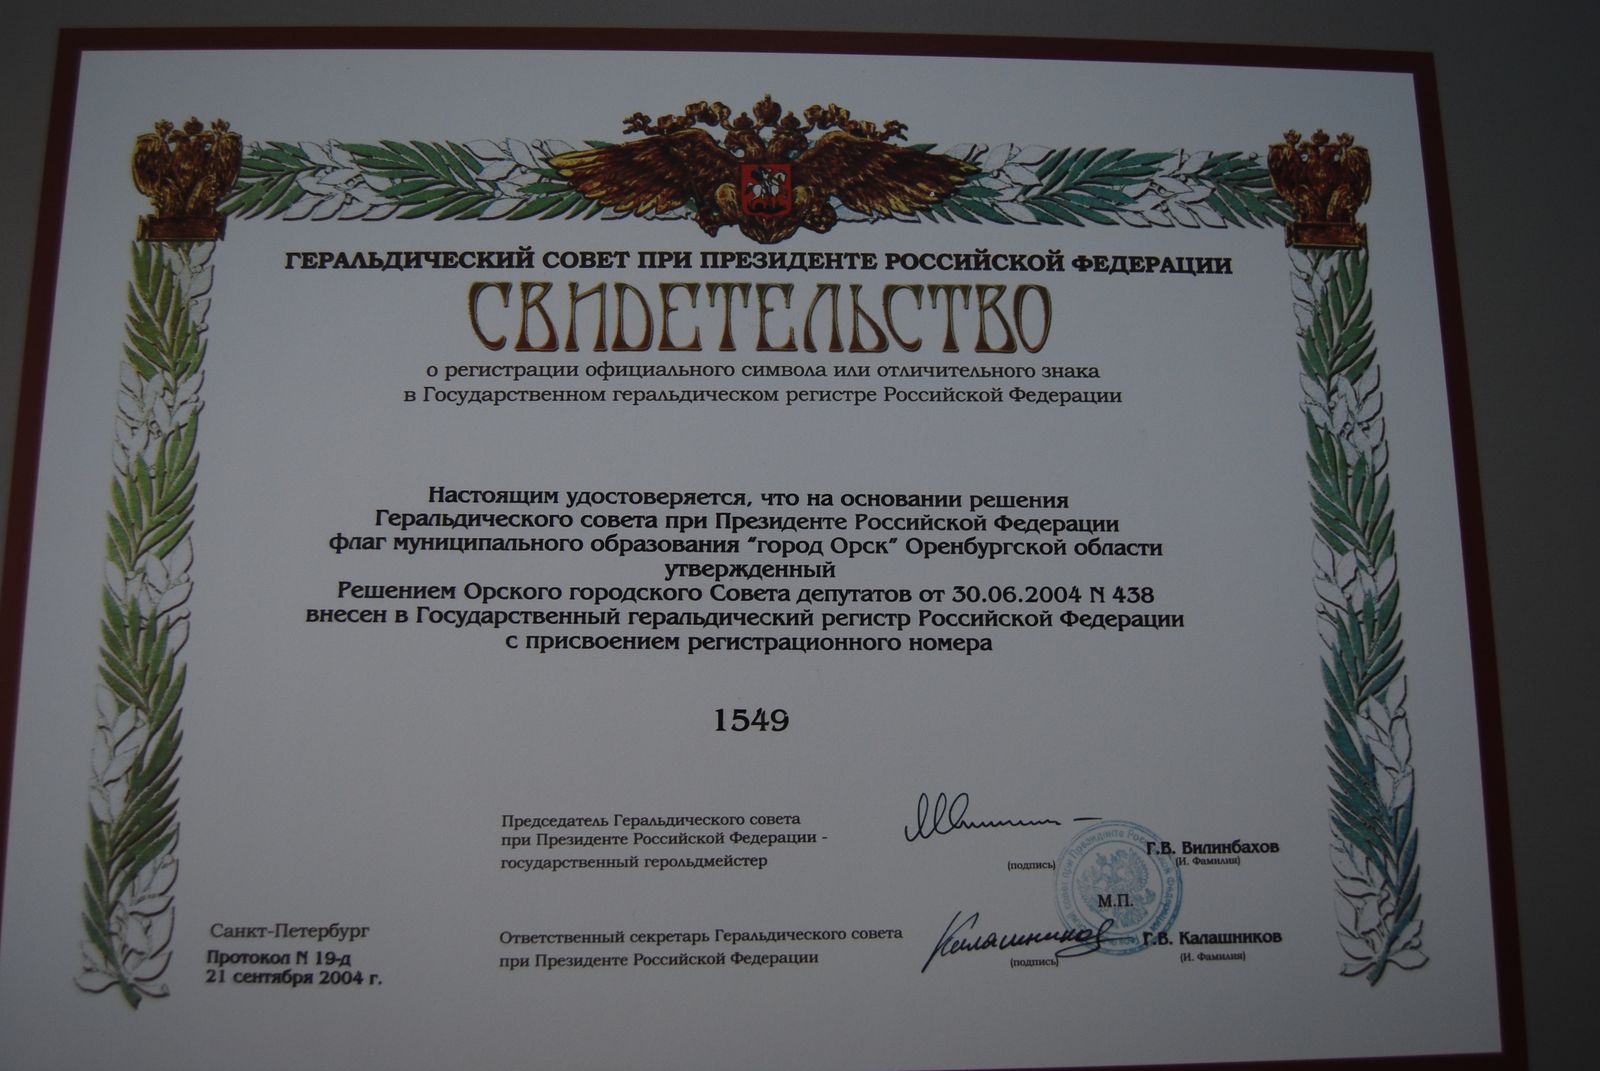 ГЕРАЛЬДИЧЕСКИЙ СОВЕТ ПРИ ПРЕЗИДЕНТЕ РОССИЙСКОЙ ФЕДЕРАЦИИ
СВИДЕТЕЛЬСТВО
о регистрации официального символа или отличительного знака
в Государственном геральдическом регистре Российской Федерации
Настоящим удостоверяется, что на основании решения
Геральдического совета при Президенте Российской Федерации
флаг муниципального образования "город Орск" Оренбургской области
утвержденный
Решением Орского городского Совета депутатов от 30.06.2004 N 438
внесен в Государственный геральдический регистр Российской Федерации
с присвоением регистрационного номера
1549
Председатель Геральдического совета
при Президенте Российской Федерации -
государственный герольдмейстер
(подпись)
Г.В. Вилинбахов
(И. Фамилия)
М.П.
Санкт-Петербург
Протокол N 19-д
21 сентября 2004 г.
Ответственный секретарь Геральдического совета
при Президенте Российской Федерации
Калашников
(подпись)
Г.В. Калашников
(И. Фамилия)